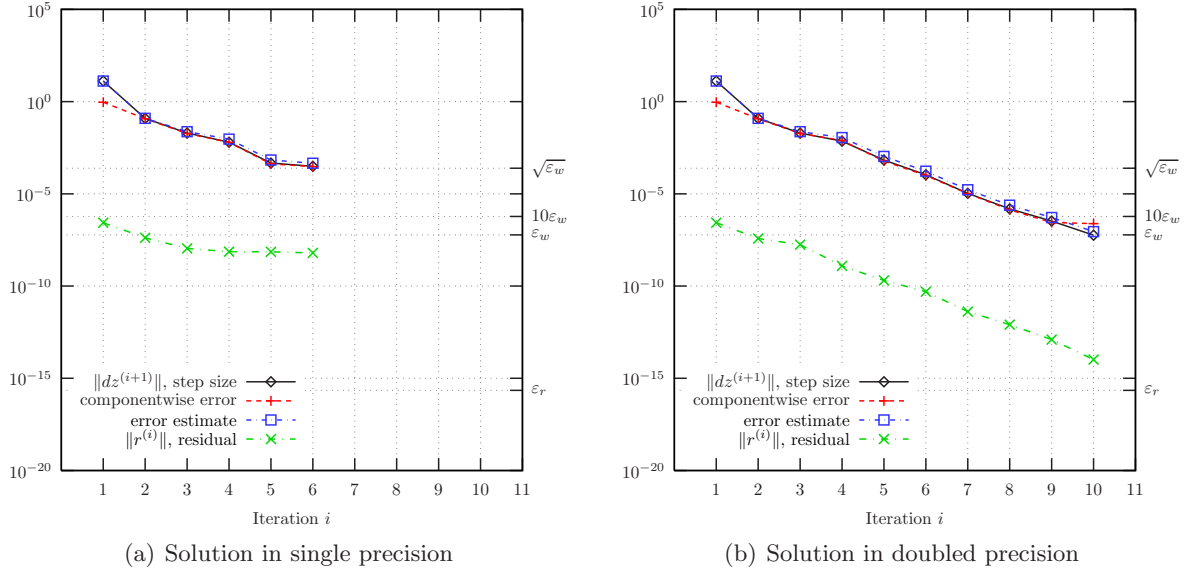 10^5
10^0
10^−5
10^−10
10^−15
10^−20
√ε_w
10ε_w
ε_w
ε_r
‖dz^(i+1)‖, step size
componentwise error
error estimate
‖r^(i)‖, residual
1 2 3 4 5 6 7 8 9 10 11
Iteration i
(a) Solution in single precision
10^5
10^0
10^−5
10^−10
10^−15
10^−20
√ε_w
10ε_w
ε_w
ε_r
‖dz^(i+1)‖, step size
componentwise error
error estimate
‖r^(i)‖, residual
1 2 3 4 5 6 7 8 9 10 11
Iteration i
(b) Solution in doubled precision